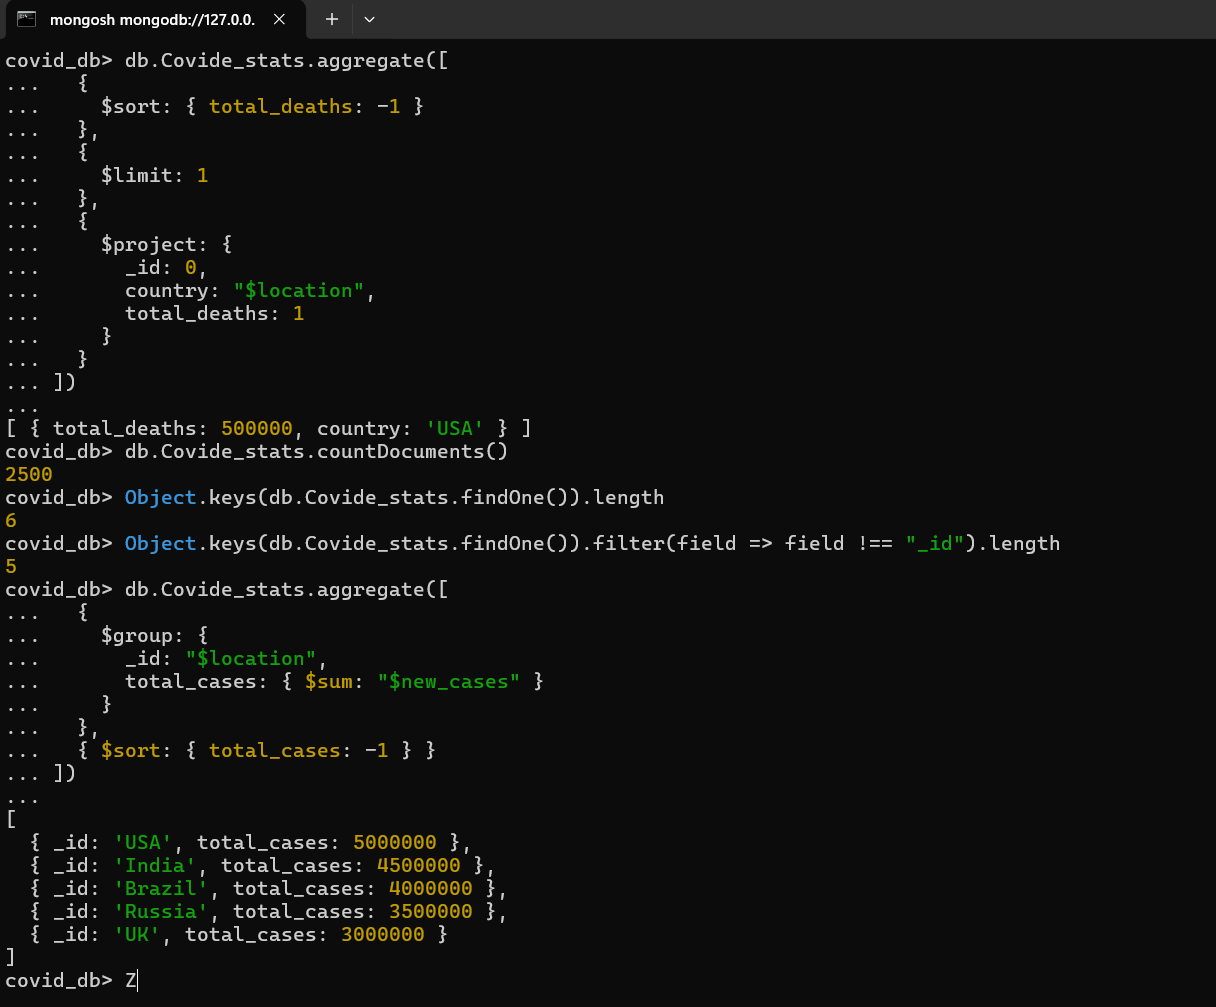 mongosh mongodb://127.0.0.
covid_db> db.Covide_stats.aggregate([
...   {
...     $sort: { total_deaths: -1 }
...   },
...   {
...     $limit: 1
...   },
...   {
...     $project: {
...       _id: 0,
...       country: "$location",
...       total_deaths: 1
...     }
...   }
... ])
...
[ { total_deaths: 500000, country: 'USA' } ]
covid_db> db.Covide_stats.countDocuments()
2500
covid_db> Object.keys(db.Covide_stats.findOne()).length
6
covid_db> Object.keys(db.Covide_stats.findOne()).filter(field => field !== "_id").length
5
covid_db> db.Covide_stats.aggregate([
...   {
...     $group: {
...       _id: "$location",
...       total_cases: { $sum: "$new_cases" }
...     }
...   },
...   { $sort: { total_cases: -1 } }
... ])
...
[
  { _id: 'USA', total_cases: 5000000 },
  { _id: 'India', total_cases: 4500000 },
  { _id: 'Brazil', total_cases: 4000000 },
  { _id: 'Russia', total_cases: 3500000 },
  { _id: 'UK', total_cases: 3000000 }
]
covid_db> Z